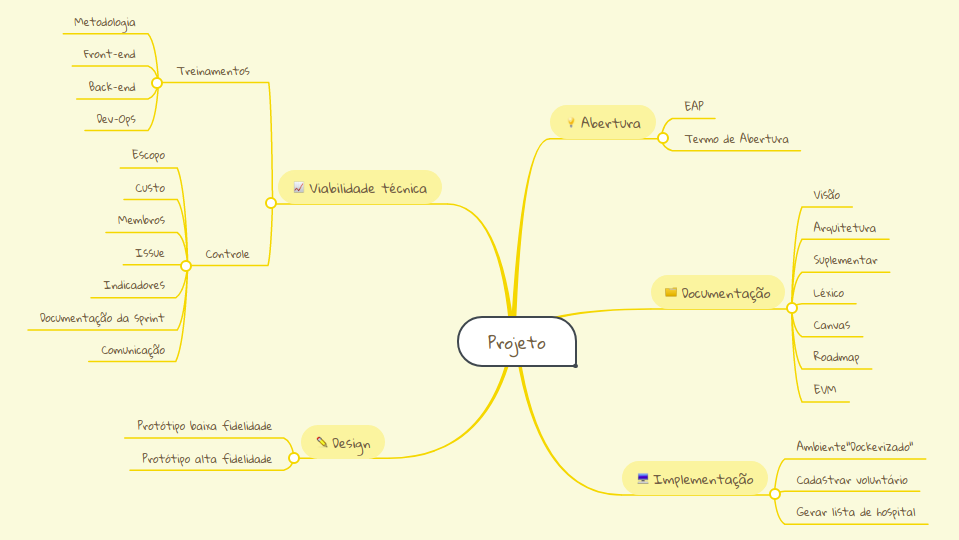 Projeto
Abertura
EAP
Termo de Abertura
Documentação
Visão
Arquitetura
Suplementar
Léxico
Canvas
Roadmap
EVM
Implementação
Ambiente"Dockerizado"
Cadastrar voluntário
Gerar lista de hospital
Viabilidade técnica
Treinamentos
Metodologia
Front-end
Back-end
Dev-Ops
Controle
Escopo
Custo
Membros
Issue
Indicadores
Documentação da sprint
Comunicação
Design
Protótipo baixa fidelidade
Protótipo alta fidelidade